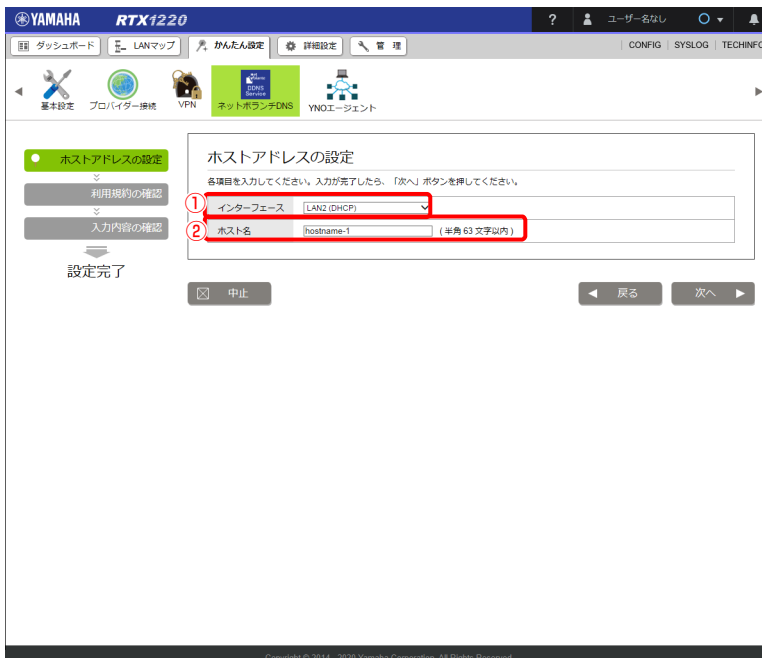 YAMAHA RTX1220 ? ユーザーなし
ダッシュボード LANマップ かんたん設定 詳細設定 管理 CONFIG SYSLOG TECHINFO
基本設定 プロバイダー接続 VPN ネットボランチDNS YNOエージェント
DDNS
Service
ホストアドレスの設定
利用規約の確認
入力内容の確認
設定完了
ホストアドレスの設定
各項目を入力してください。入力が完了したら、「次へ」ボタンを押してください。
① インターフェース LAN2 (DHCP)
② ホスト名 hostname-1 (半角 63 文字以内)
中止 戻る 次へ
Copyright © 2014 - 2020 Yamaha Corporation. All Rights Reserved.